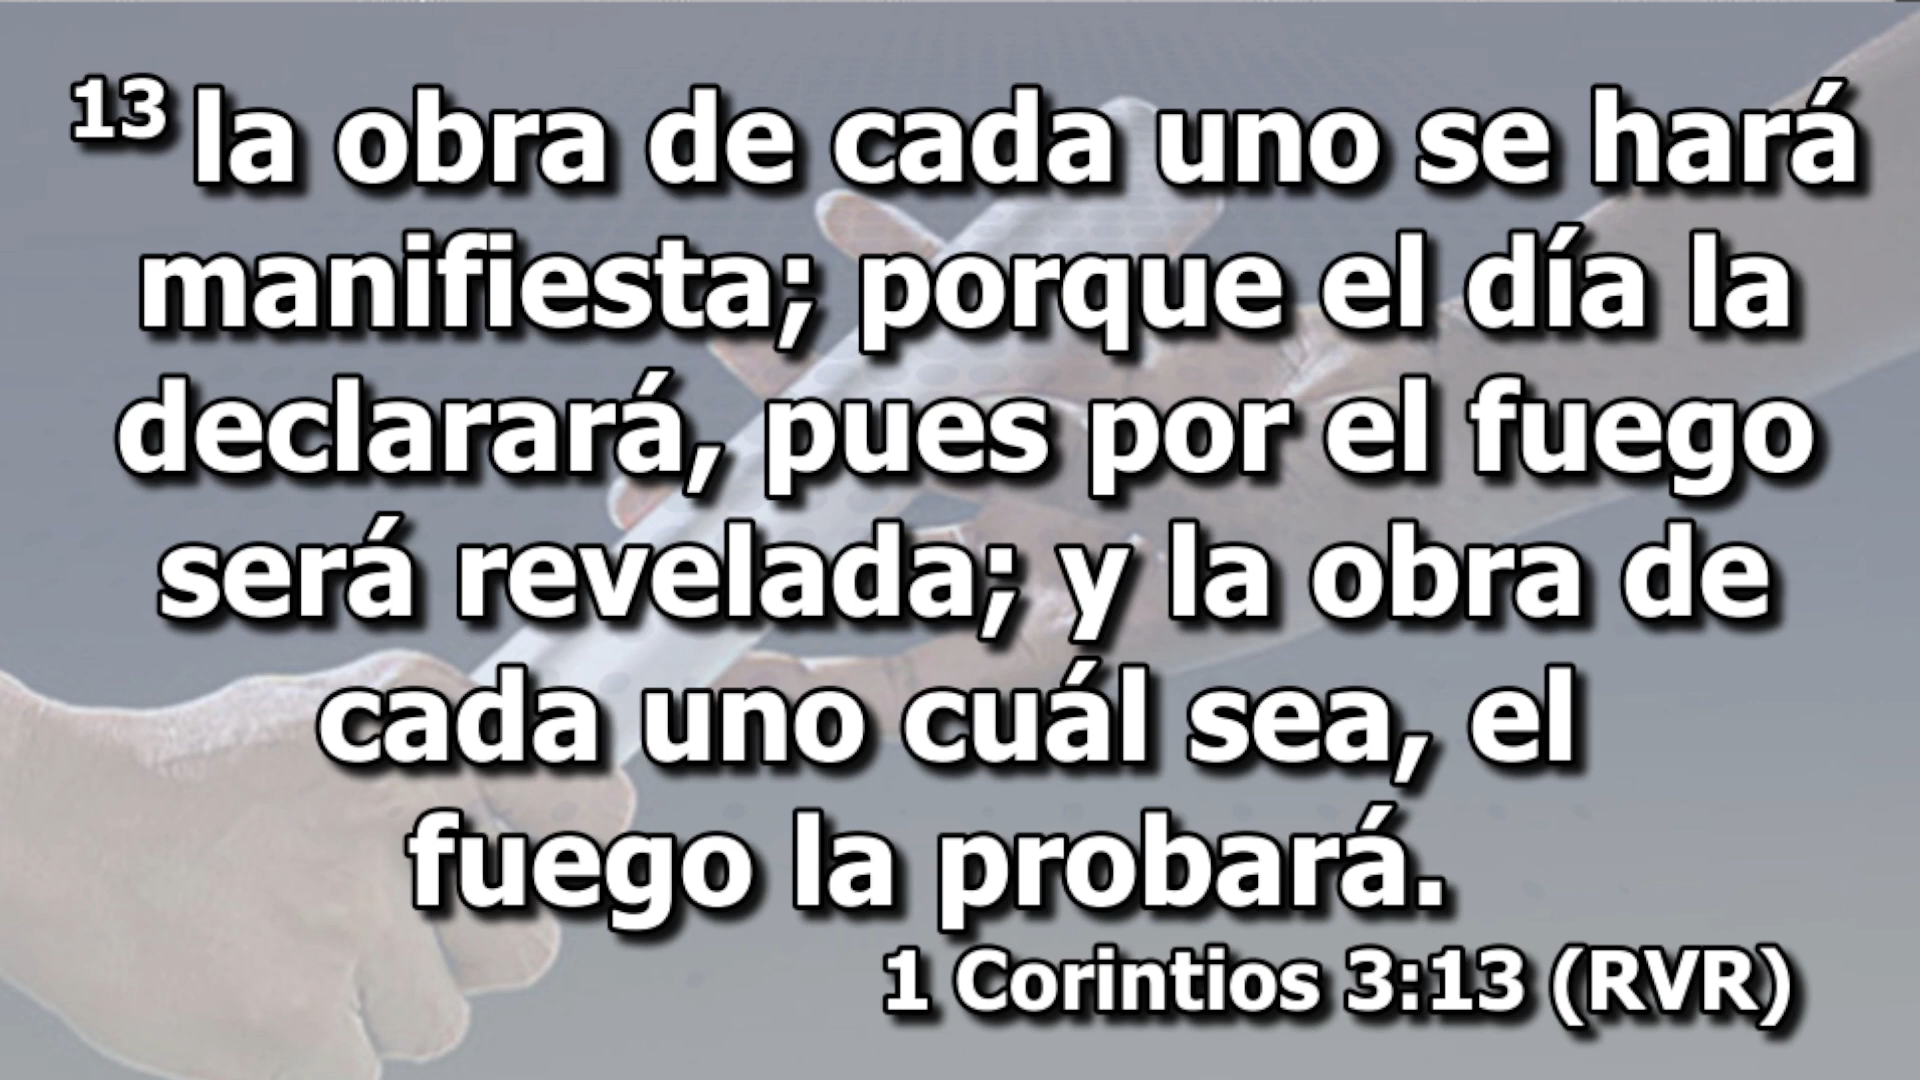 13 la obra de cada uno se hará
manifiesta; porque el día la
declarará, pues por el fuego
será revelada; y la obra de
cada uno cuál sea, el
fuego la probará.
1 Corintios 3:13 (RVR)